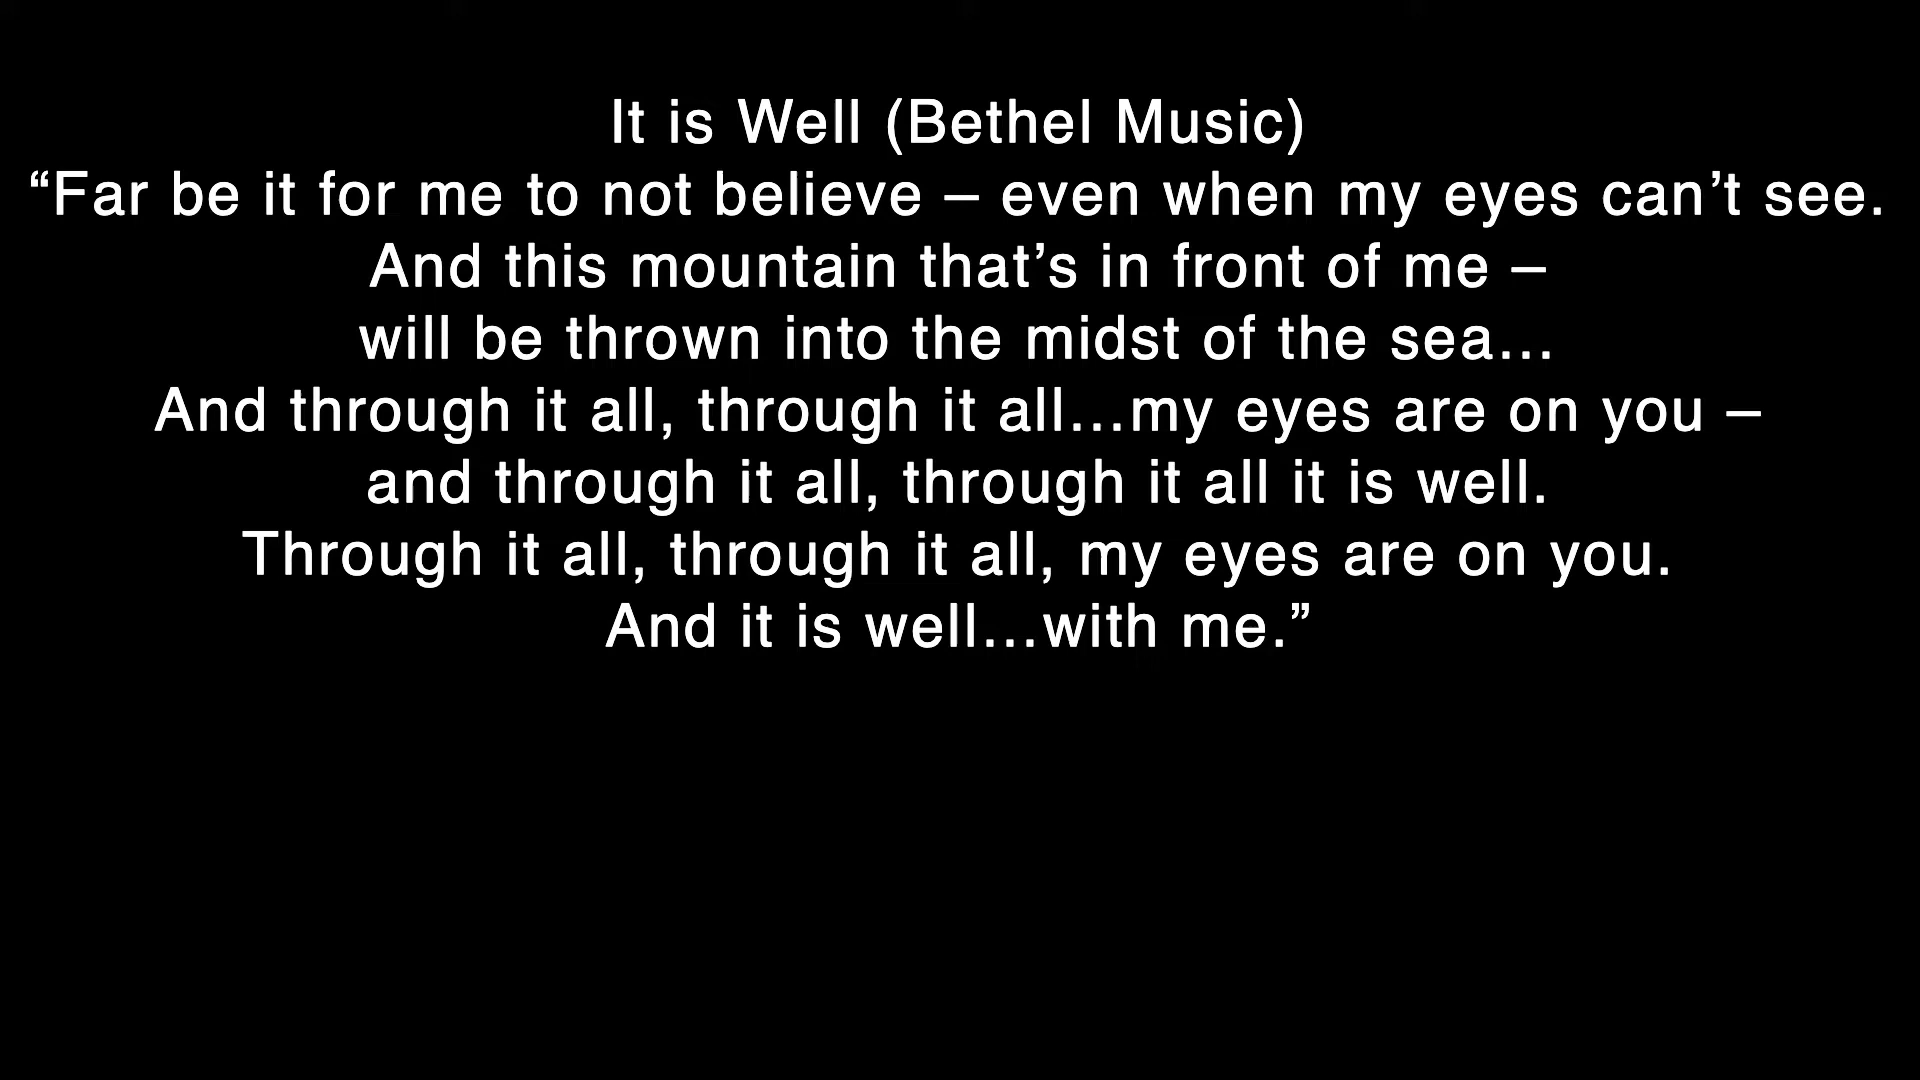 It is Well (Bethel Music)
“Far be it for me to not believe – even when my eyes can’t see.
And this mountain that’s in front of me –
will be thrown into the midst of the sea…
And through it all, through it all…my eyes are on you –
and through it all, through it all it is well.
Through it all, through it all, my eyes are on you.
And it is well…with me.”